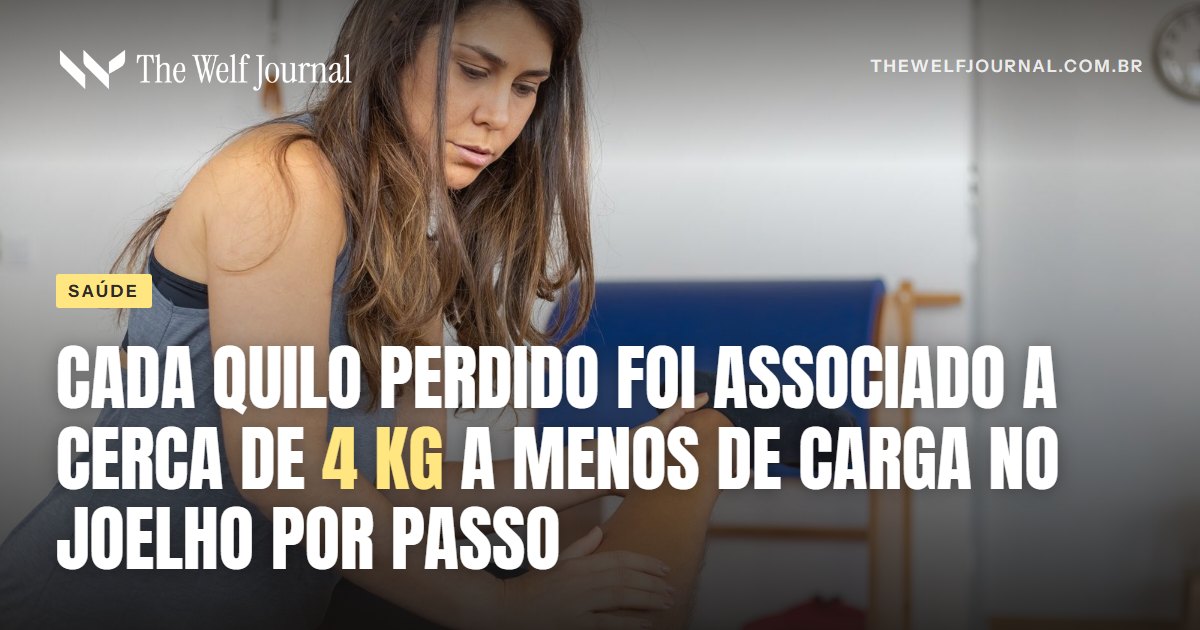 The Welf Journal
THEWELFJOURNAL.COM.BR
SAÚDE
CADA QUILO PERDIDO FOI ASSOCIADO A
CERCA DE 4 KG A MENOS DE CARGA NO
JOELHO POR PASSO